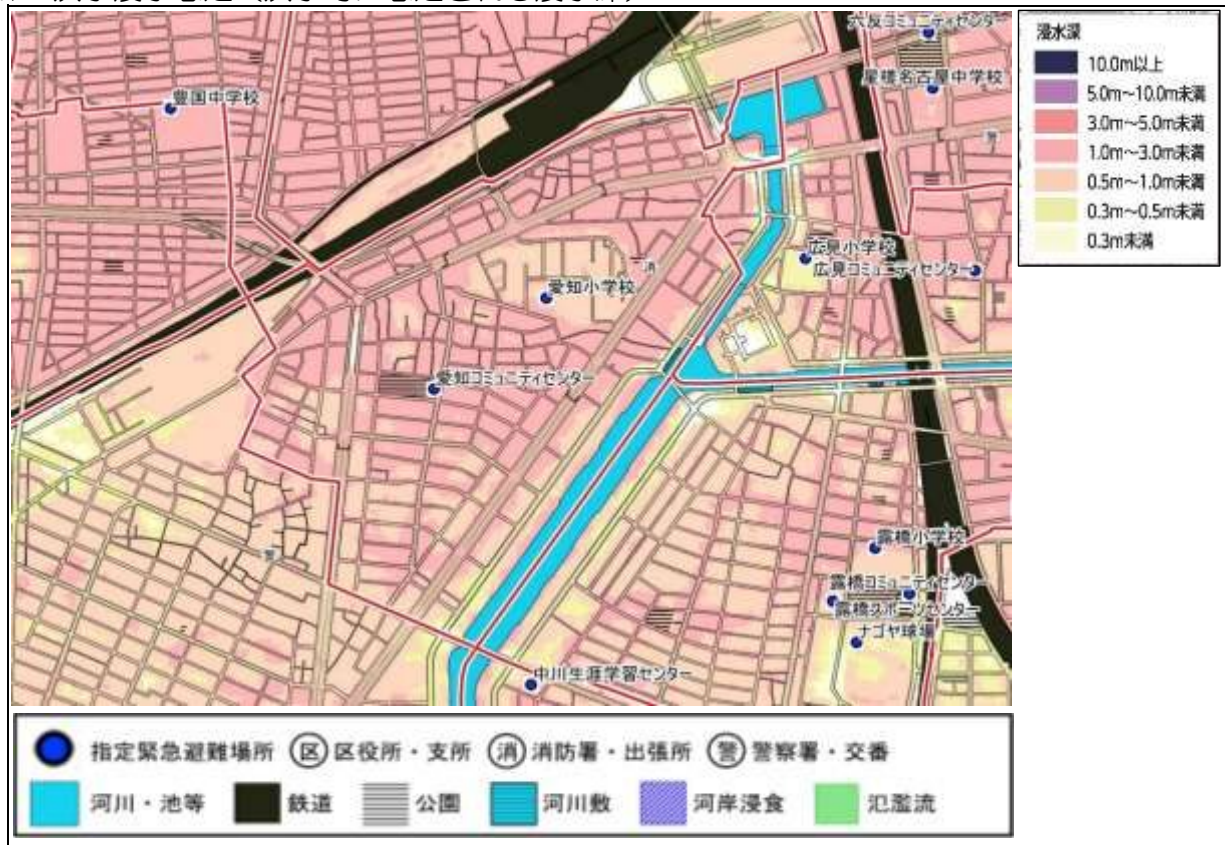 六反コミュニティセンター
豊国中学校
星槎名古屋中学校
警
広見小学校
広見コミュニティセンター
消
愛知小学校
愛知コミュニティセンター
警
露橋小学校
露橋コミュニティセンター
露橋スポーツセンター
ナゴヤ球場
中川生涯学習センター
浸水深
10.0m以上
5.0m～10.0m未満
3.0m～5.0m未満
1.0m～3.0m未満
0.5m～1.0m未満
0.3m～0.5m未満
0.3m未満
指定緊急避難場所 区 区役所・支所 消 消防署・出張所 警 警察署・交番
河川・池等 鉄道 公園 河川敷 河岸浸食 氾濫流